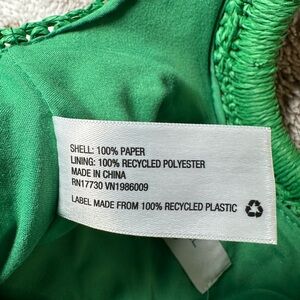 SHELL: 100% PAPER
LINING: 100% RECYCLED POLYESTER
MADE IN CHINA
RN17730 VN1986009
LABEL MADE FROM 100% RECYCLED PLASTIC